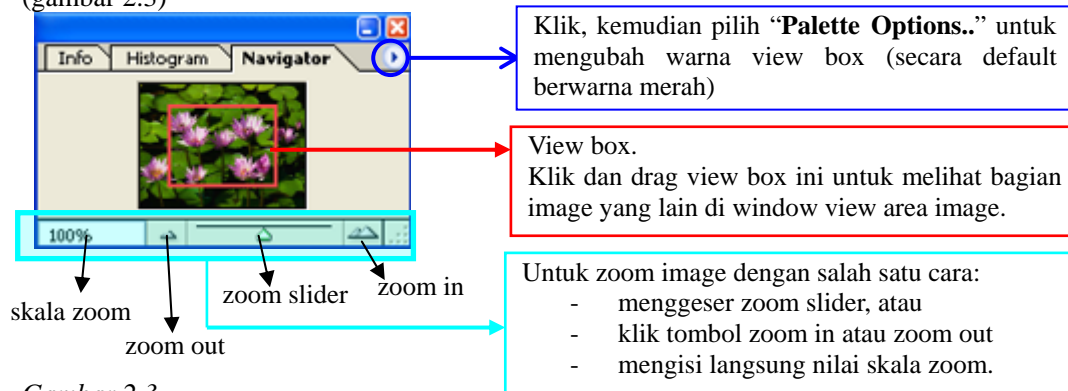 (gambar 2.3)
Info Histogram Navigator
Klik, kemudian pilih “Palette Options..” untuk
mengubah warna view box (secara default
berwarna merah)
View box.
Klik dan drag view box ini untuk melihat bagian
image yang lain di window view area image.
100%
skala zoom
zoom out
zoom slider
zoom in
Untuk zoom image dengan salah satu cara:
- menggeser zoom slider, atau
- klik tombol zoom in atau zoom out
- mengisi langsung nilai skala zoom.
Gambar 2.3